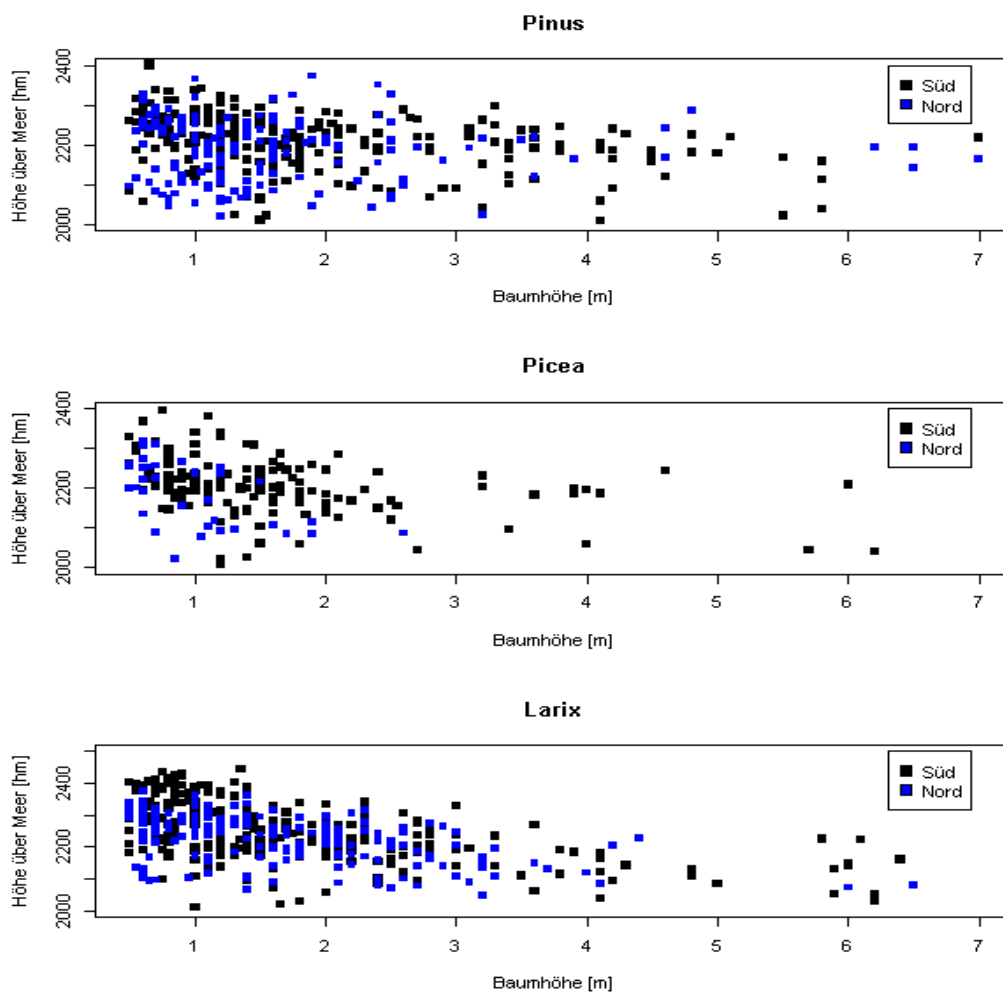 Pinus
Höhe über Meer [hm]
2000 2200 2400
Süd
Nord
1 2 3 4 5 6 7
Baumhöhe [m]
Picea
Höhe über Meer [hm]
2000 2200 2400
Süd
Nord
1 2 3 4 5 6 7
Baumhöhe [m]
Larix
Höhe über Meer [hm]
2000 2200 2400
Süd
Nord
1 2 3 4 5 6 7
Baumhöhe [m]